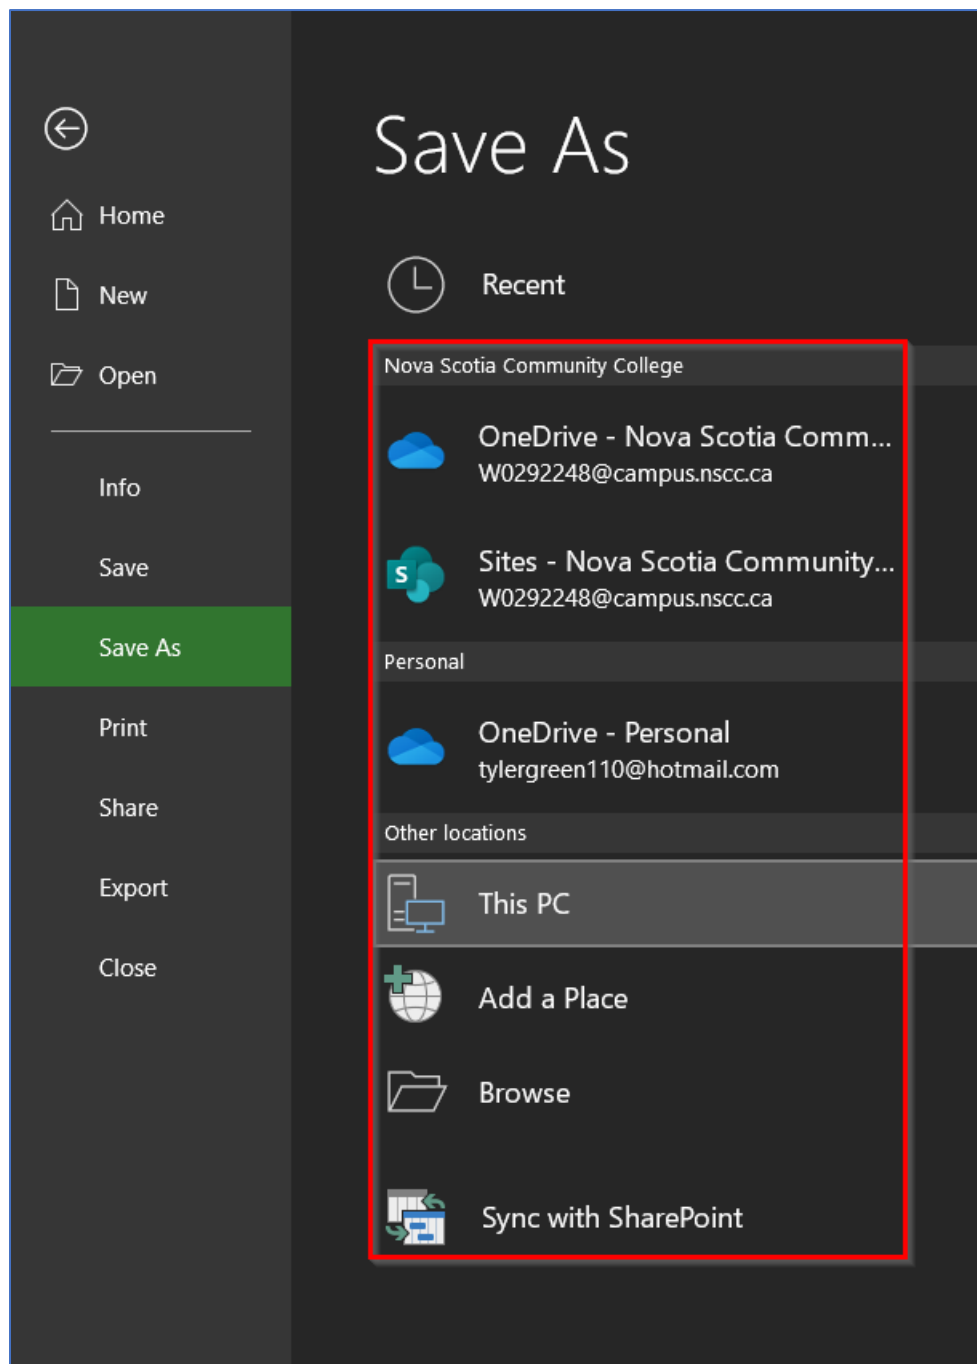 Save As
Home
New
Open
Info
Save
Save As
Print
Share
Export
Close
Recent
Nova Scotia Community College
OneDrive - Nova Scotia Comm...
W0292248@campus.nscc.ca
S
Sites - Nova Scotia Community...
W0292248@campus.nscc.ca
Personal
OneDrive - Personal
tylergreen110@hotmail.com
Other locations
This PC
Add a Place
Browse
Sync with SharePoint